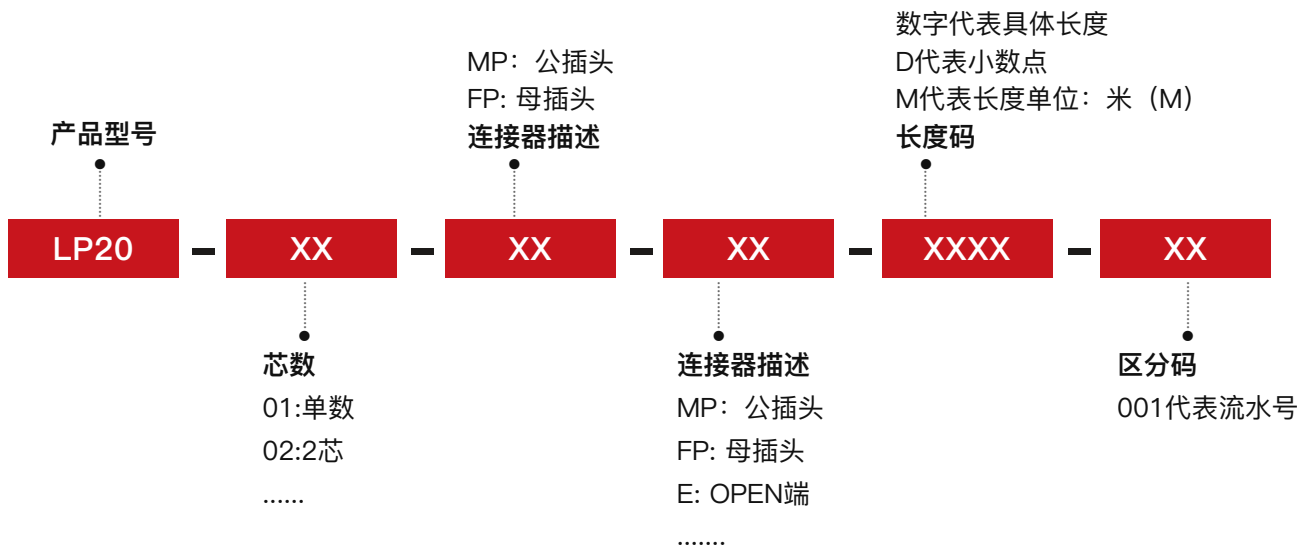 数字代表具体长度
D代表小数点
M代表长度单位：米（M）
长度码
MP：公插头
FP: 母插头
连接器描述
产品型号
LP20 - XX - XX - XX - XXXX - XX
芯数
01:单数
02:2芯
......
连接器描述
MP：公插头
FP: 母插头
E: OPEN端
.......
区分码
001代表流水号